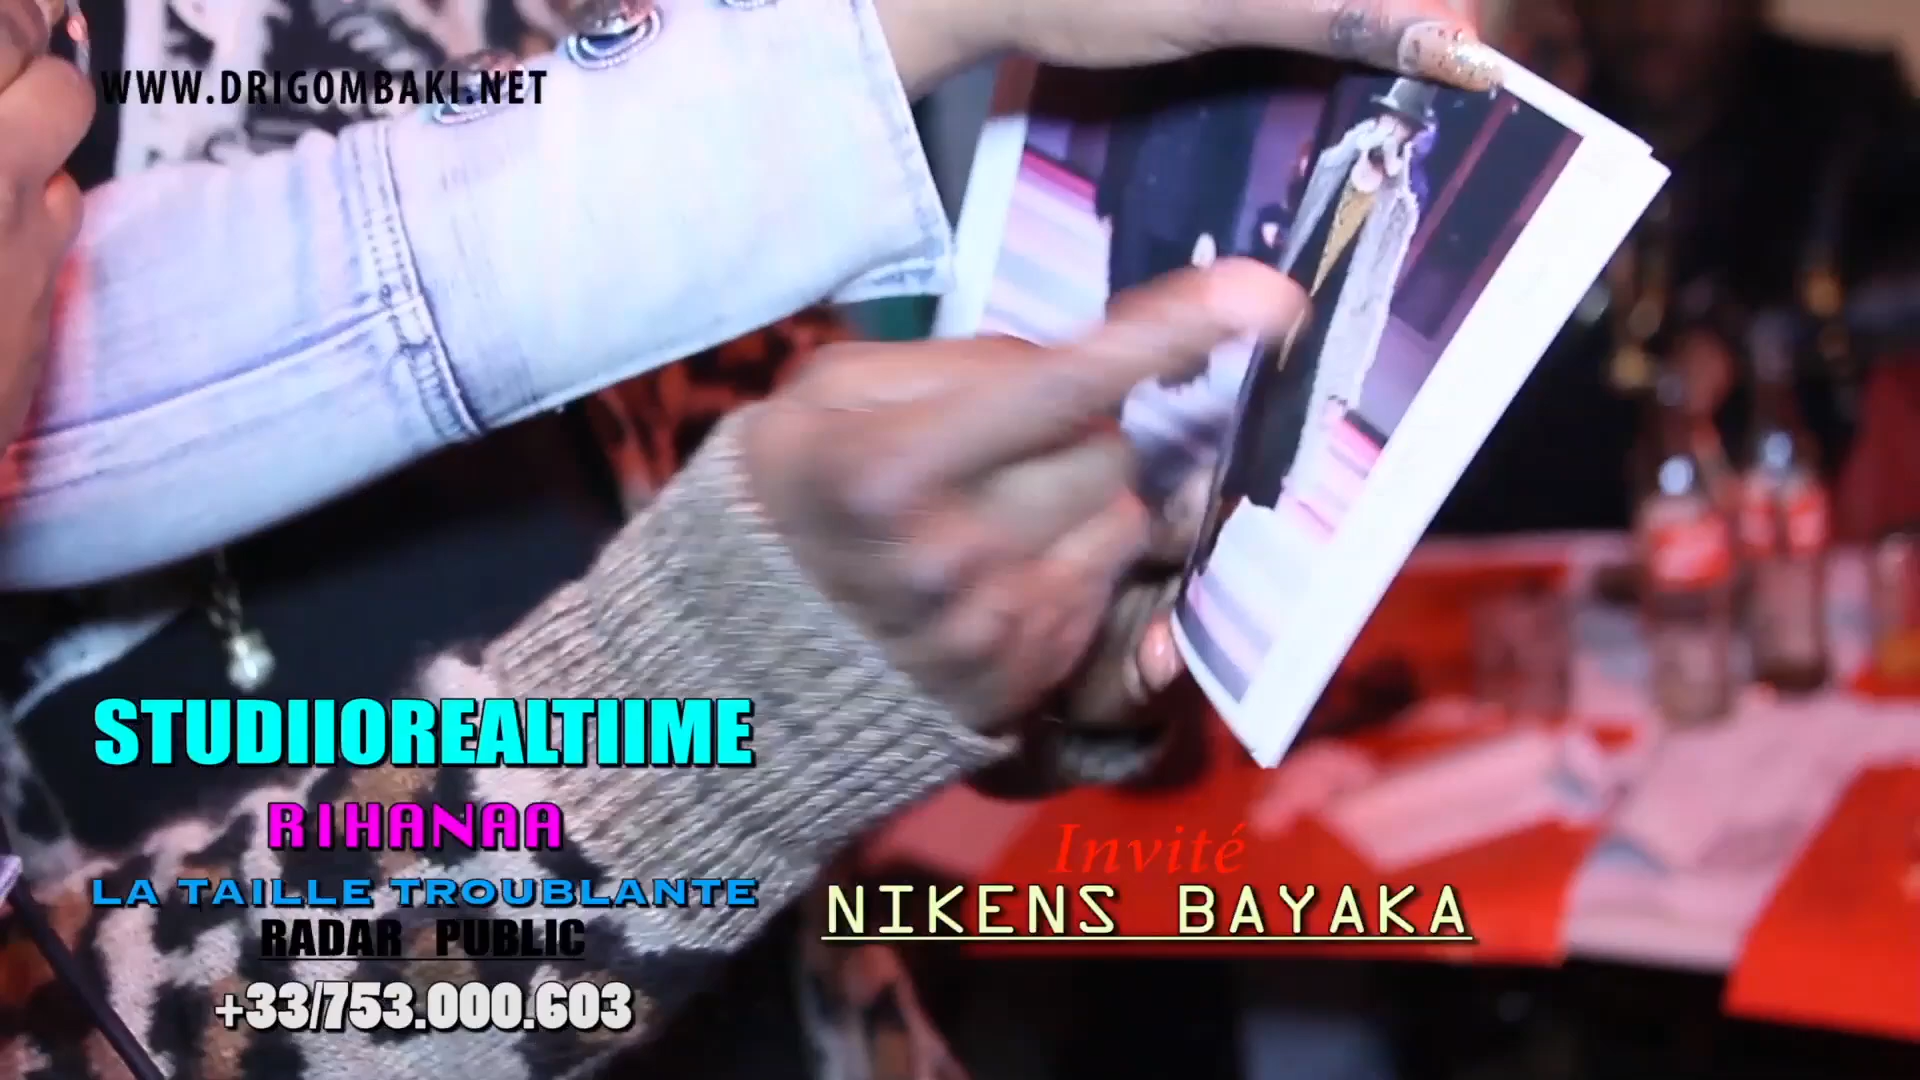 WWW.DRIGOMBAKI.NET
STUDIIOREALTIIME
RIHANAA
LA TAILLE TROUBLANTE
RADAR PUBLIC
+33/753.000.603
Invité
NIKENS BAYAKA